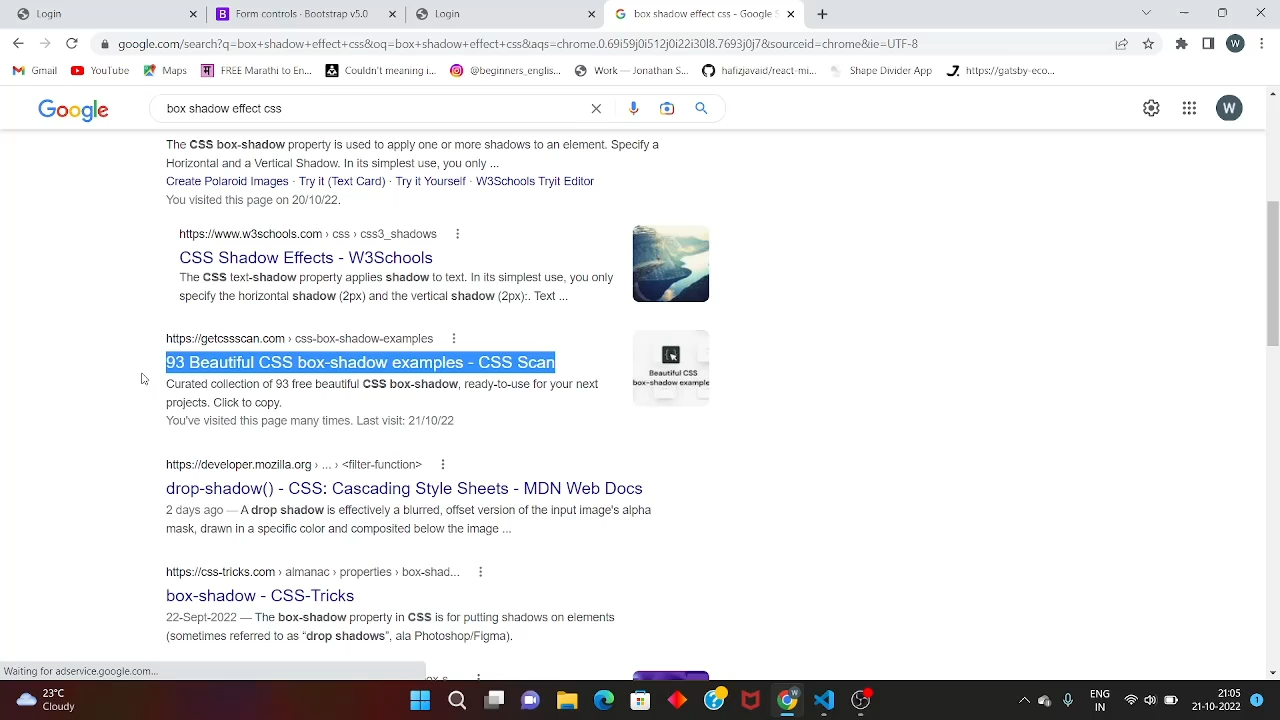 Login
Form controls · Bootstrap v5.0
Login
box shadow effect css - Google S
google.com/search?q=box+shadow+effect+css&oq=box+shadow+effect+css&aqs=chrome.0.69i59j0i512j0i22i30l8.7693j0j7&sourceid=chrome&ie=UTF-8
W
Gmail
YouTube
Maps
FREE Marathi to En...
Couldn't meaning i...
@beginners_englis...
Work — Jonathan S...
hafizjavaid/react-mi...
Shape Divider App
https://gatsby-eco...
Google
box shadow effect css
W
The CSS box-shadow property is used to apply one or more shadows to an element. Specify a
Horizontal and a Vertical Shadow. In its simplest use, you only ...
Create Polaroid Images · Try it (Text Card) · Try it Yourself · W3Schools Tryit Editor
You visited this page on 20/10/22.
https://www.w3schools.com › css › css3_shadows
CSS Shadow Effects - W3Schools
The CSS text-shadow property applies shadow to text. In its simplest use, you only
specify the horizontal shadow (2px) and the vertical shadow (2px):. Text ...
https://getcssscan.com › css-box-shadow-examples
93 Beautiful CSS box-shadow examples - CSS Scan
Curated collection of 93 free beautiful CSS box-shadow, ready-to-use for your next
projects. Click to copy.
You've visited this page many times. Last visit: 21/10/22
Beautiful CSS
box-shadow example
https://developer.mozilla.org › ... › <filter-function>
drop-shadow() - CSS: Cascading Style Sheets - MDN Web Docs
2 days ago — A drop shadow is effectively a blurred, offset version of the input image's alpha
mask, drawn in a specific color and composited below the image ...
https://css-tricks.com › almanac › properties › box-shad...
box-shadow - CSS-Tricks
22-Sept-2022 — The box-shadow property in CSS is for putting shadows on elements
(sometimes referred to as “drop shadows”, ala Photoshop/Figma).
Waiting for adservice.google.com...
23°C
Cloudy
ENG
IN
21:05
21-10-2022
1